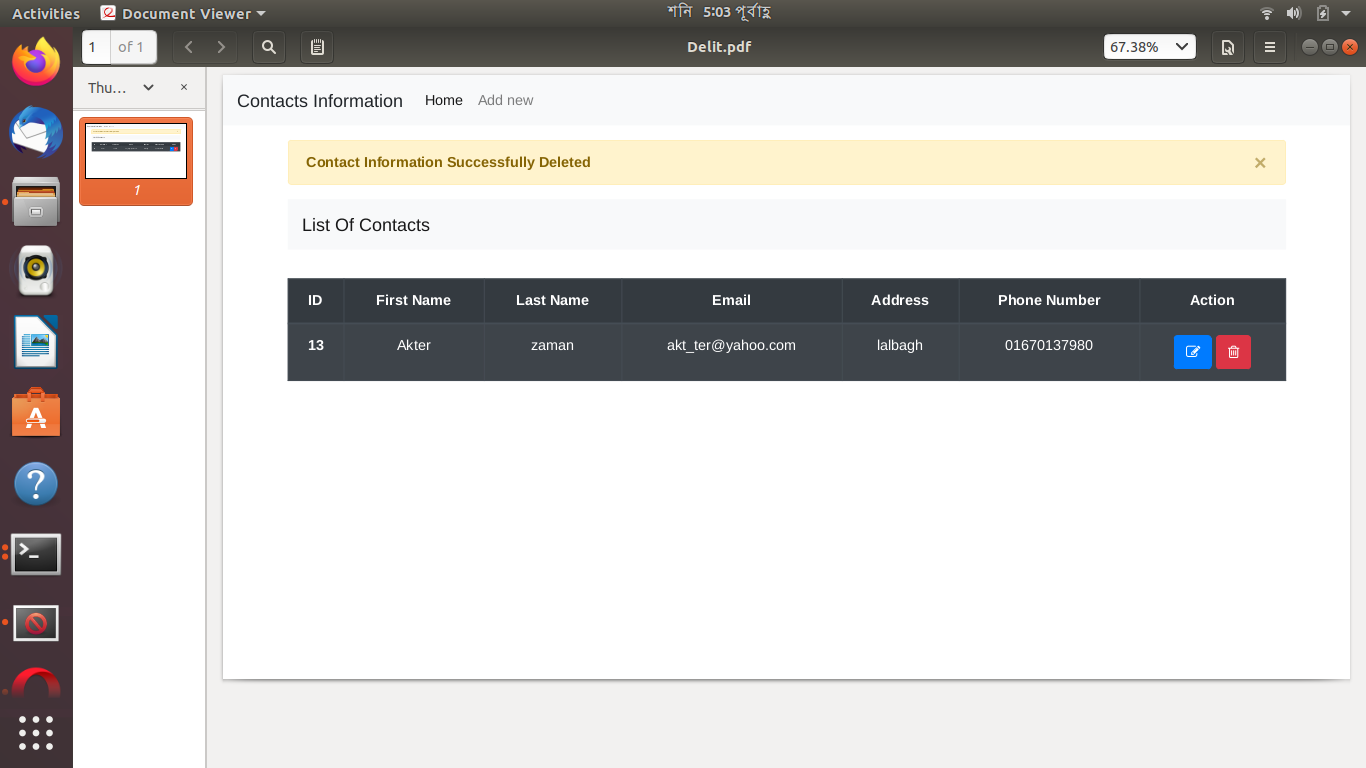 Activities Document Viewer শনি 5:03 পূর্বাহ্ণ
1 of 1 Delit.pdf 67.38%
Thu... ×
1
Contacts Information Home Add new
Contact Information Successfully Deleted ×
List Of Contacts
ID First Name Last Name Email Address Phone Number Action
13 Akter zaman akt_ter@yahoo.com lalbagh 01670137980